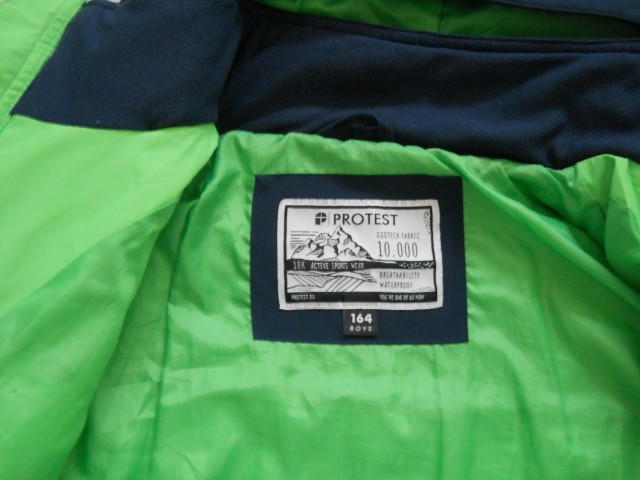 PROTEST
GEOTECH FABRIC
10.000
10K ACTIVE SPORTS WEAR
BREATHABILITY
WATERPROOF
PROTEST.EU YOU'RE ONE OF US NOW
164
BOYS